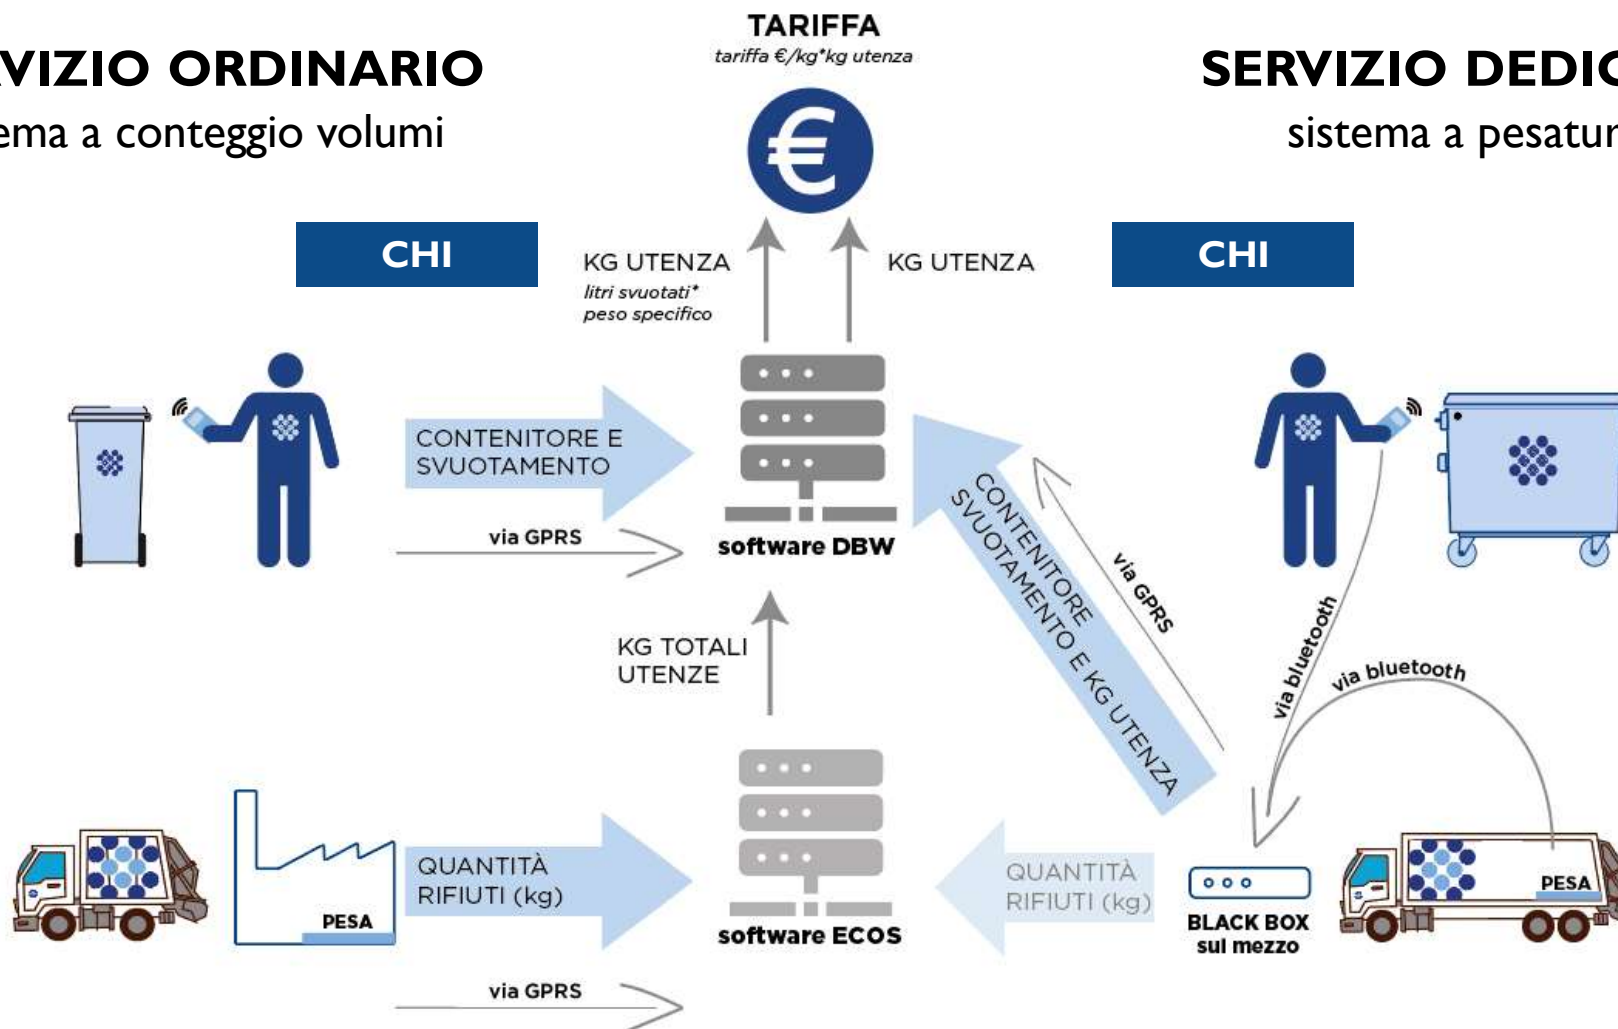 TARIFFA
tariffa €/kg*kg utenza
RVIZIO ORDINARIO
ema a conteggio volumi
SERVIZIO DEDIC
sistema a pesatur
€
CHI
KG UTENZA
litri svuotati*
peso specifico
KG UTENZA
CHI
CONTENITORE E
SVUOTAMENTO
via GPRS
software DBW
CONTENITORE
SVUOTAMENTO E KG UTENZA
via GPRS
via bluetooth
via bluetooth
KG TOTALI
UTENZE
QUANTITÀ
RIFIUTI (kg)
PESA
software ECOS
QUANTITÀ
RIFIUTI (kg)
BLACK BOX
sul mezzo
PESA
via GPRS